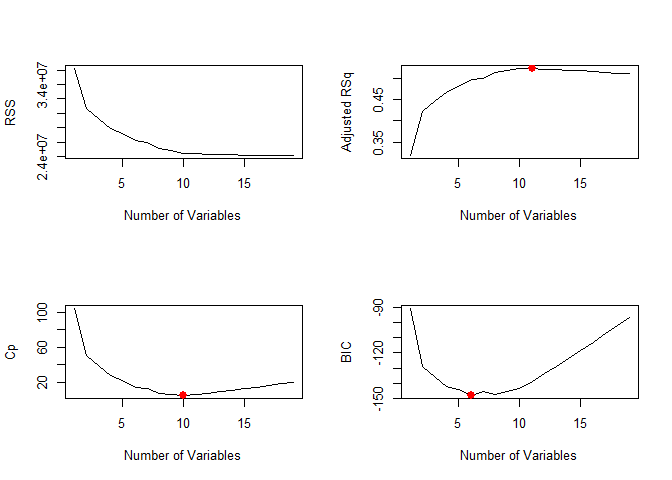 RSS
2.4e+07
3.4e+07
5
10
15
Number of Variables
Adjusted RSq
0.35
0.45
5
10
15
Number of Variables
Cp
20
60
100
5
10
15
Number of Variables
BIC
-150
-120
-90
5
10
15
Number of Variables